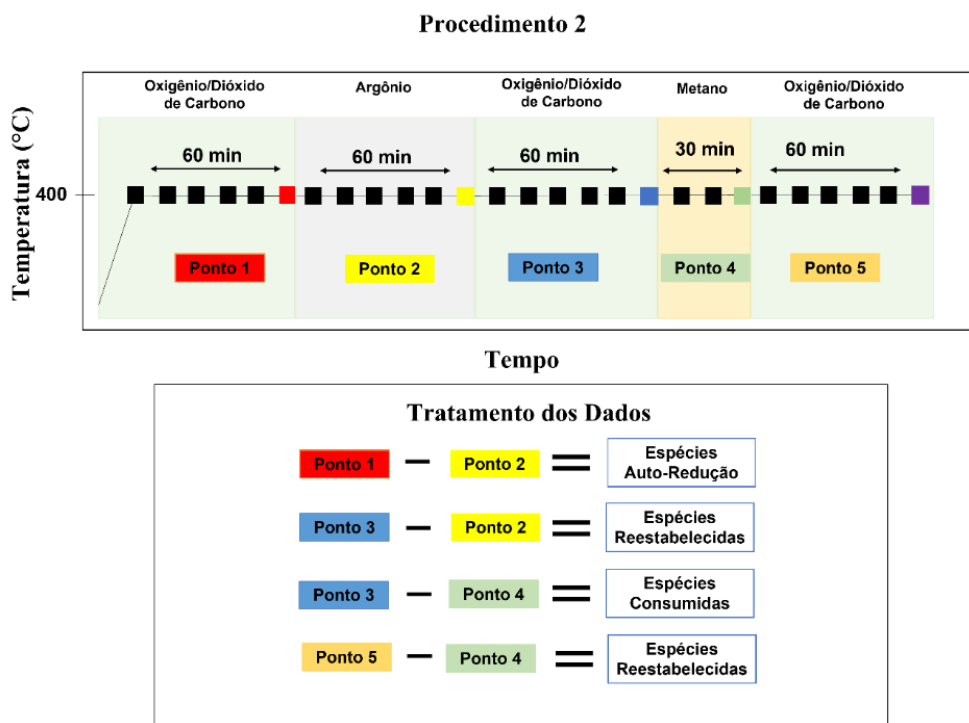 Procedimento 2
Oxigênio/Dióxido
de Carbono
Argônio
Oxigênio/Dióxido
de Carbono
Metano
Oxigênio/Dióxido
de Carbono
60 min
60 min
60 min
30 min
60 min
Temperatura (°C)
400
Ponto 1
Ponto 2
Ponto 3
Ponto 4
Ponto 5
Tempo
Tratamento dos Dados
Ponto 1 − Ponto 2 = Espécies
Auto-Redução
Ponto 3 − Ponto 2 = Espécies
Reestabelecidas
Ponto 3 − Ponto 4 = Espécies
Consumidas
Ponto 5 − Ponto 4 = Espécies
Reestabelecidas